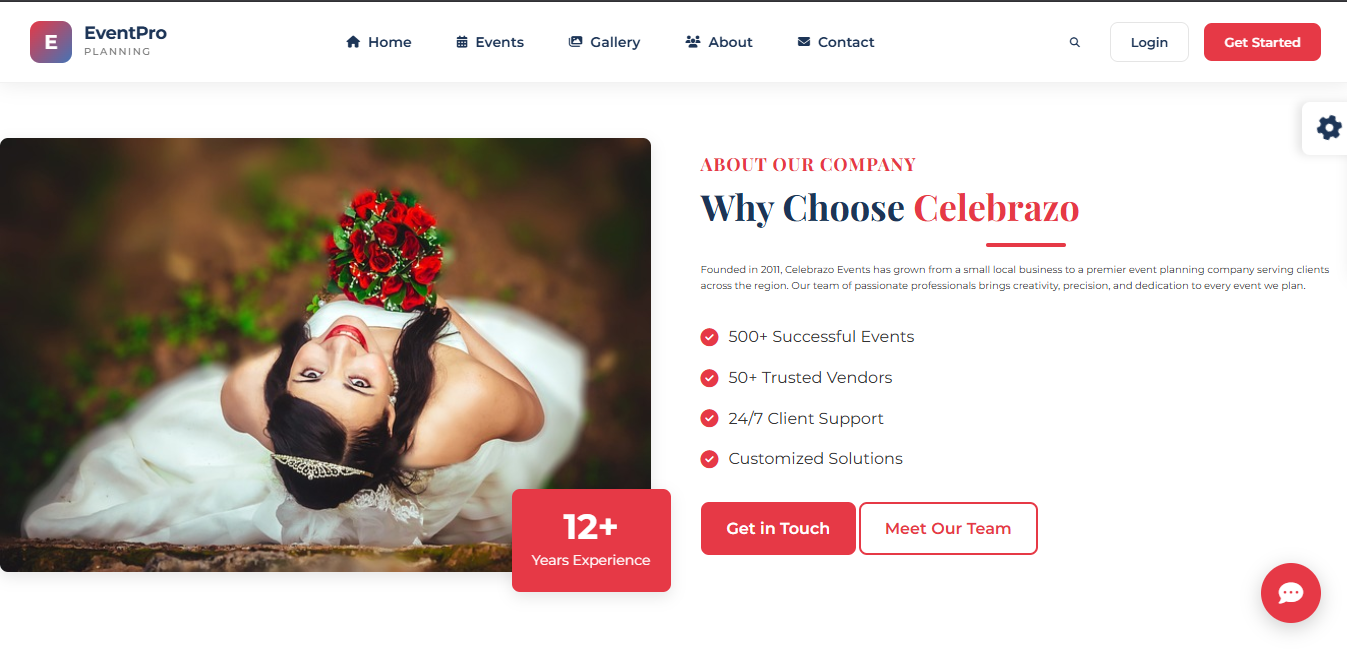 E
EventPro
PLANNING
Home
Events
Gallery
About
Contact
Login
Get Started
ABOUT OUR COMPANY
Why Choose Celebrazo
Founded in 2011, Celebrazo Events has grown from a small local business to a premier event planning company serving clients
across the region. Our team of passionate professionals brings creativity, precision, and dedication to every event we plan.
500+ Successful Events
50+ Trusted Vendors
24/7 Client Support
Customized Solutions
12+
Years Experience
Get in Touch
Meet Our Team